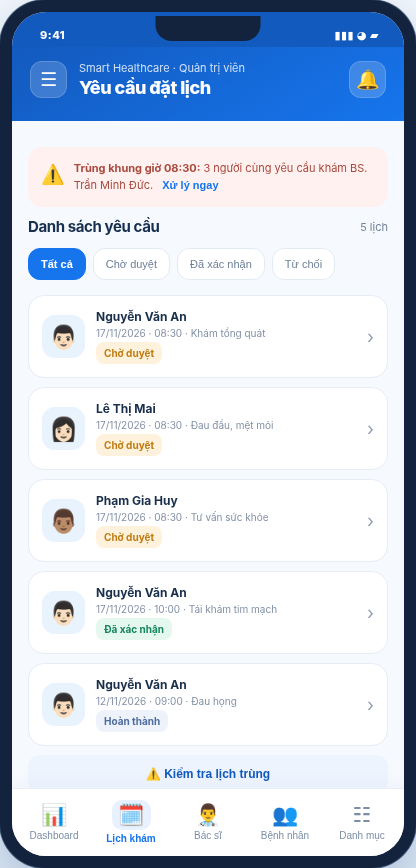 9:41
Smart Healthcare · Quản trị viên
Yêu cầu đặt lịch
Trùng khung giờ 08:30: 3 người cùng yêu cầu khám BS.
Trần Minh Đức. Xử lý ngay
Danh sách yêu cầu 5 lịch
Tất cả Chờ duyệt Đã xác nhận Từ chối
Nguyễn Văn An
17/11/2026 · 08:30 · Khám tổng quát
Chờ duyệt
Lê Thị Mai
17/11/2026 · 08:30 · Đau đầu, mệt mỏi
Chờ duyệt
Phạm Gia Huy
17/11/2026 · 08:30 · Tư vấn sức khỏe
Chờ duyệt
Nguyễn Văn An
17/11/2026 · 10:00 · Tái khám tim mạch
Đã xác nhận
Nguyễn Văn An
12/11/2026 · 09:00 · Đau họng
Hoàn thành
Kiểm tra lịch trùng
Dashboard Lịch khám Bác sĩ Bệnh nhân Danh mục